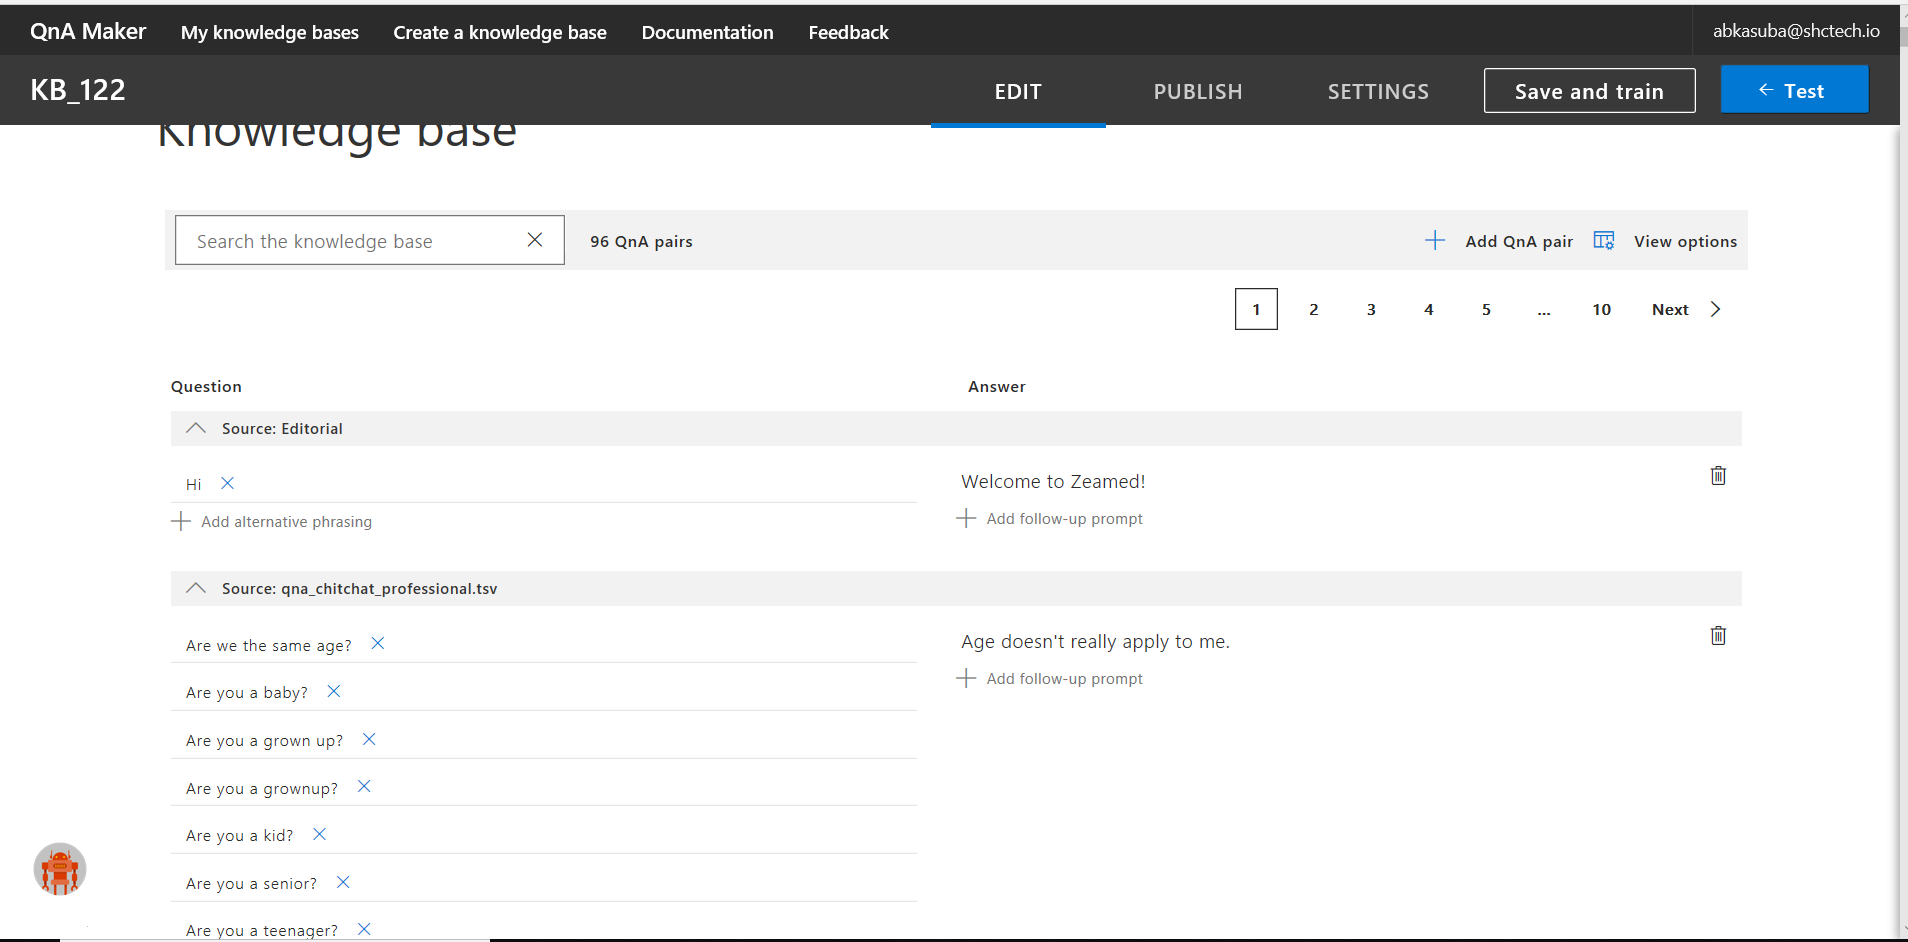 QnA Maker My knowledge bases Create a knowledge base Documentation Feedback abkasuba@shctech.io
KB_122 EDIT PUBLISH SETTINGS Save and train Test
Knowledge base
Search the knowledge base 96 QnA pairs Add QnA pair View options
1 2 3 4 5 ... 10 Next
Question Answer
Source: Editorial
Hi Welcome to Zeamed!
Add alternative phrasing Add follow-up prompt
Source: qna_chitchat_professional.tsv
Are we the same age? Age doesn't really apply to me.
Add follow-up prompt
Are you a baby?
Are you a grown up?
Are you a grownup?
Are you a kid?
Are you a senior?
Are you a teenager?